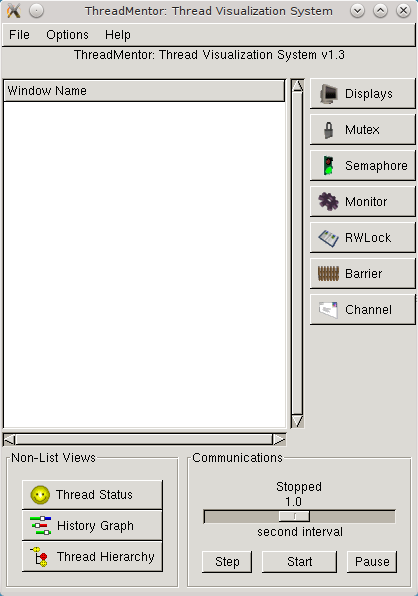 ThreadMentor: Thread Visualization System
File Options Help
ThreadMentor: Thread Visualization System v1.3
Window Name
Displays
Mutex
Semaphore
Monitor
RWLock
Barrier
Channel
Non-List Views
Thread Status
History Graph
Thread Hierarchy
Communications
Stopped
1.0
second interval
Step Start Pause